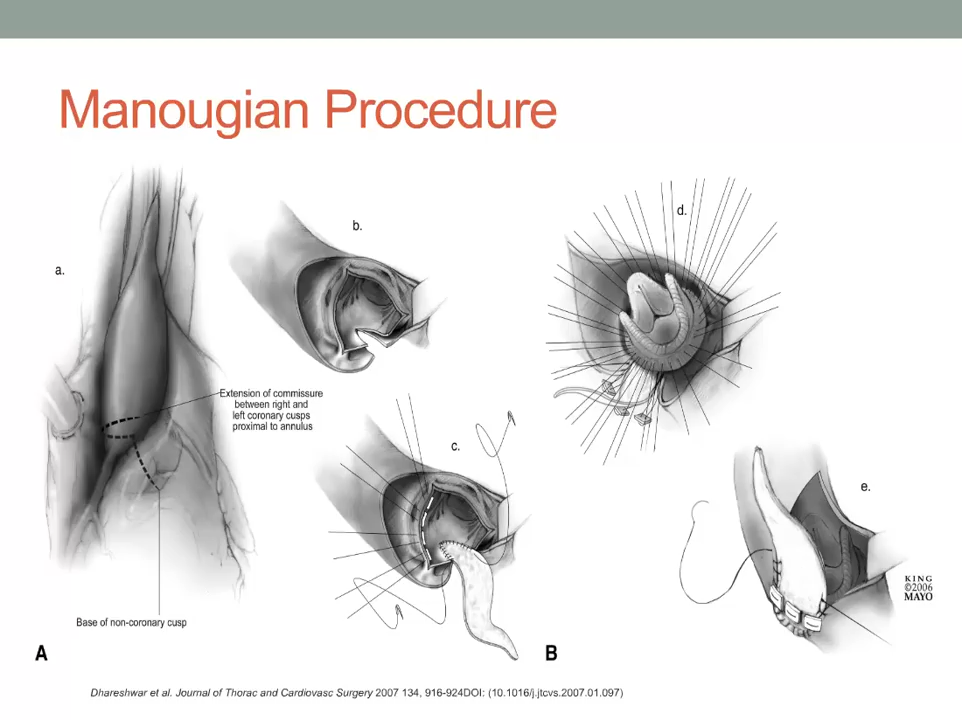 Manougian Procedure
a.
b.
d.
Extension of commissure
between right and
left coronary cusps
proximal to annulus
c.
e.
KING
©2006
MAYO
Base of non-coronary cusp
A
B
Dhareshwar et al. Journal of Thorac and Cardiovasc Surgery 2007 134, 916-924DOI: (10.1016/j.jtcvs.2007.01.097)